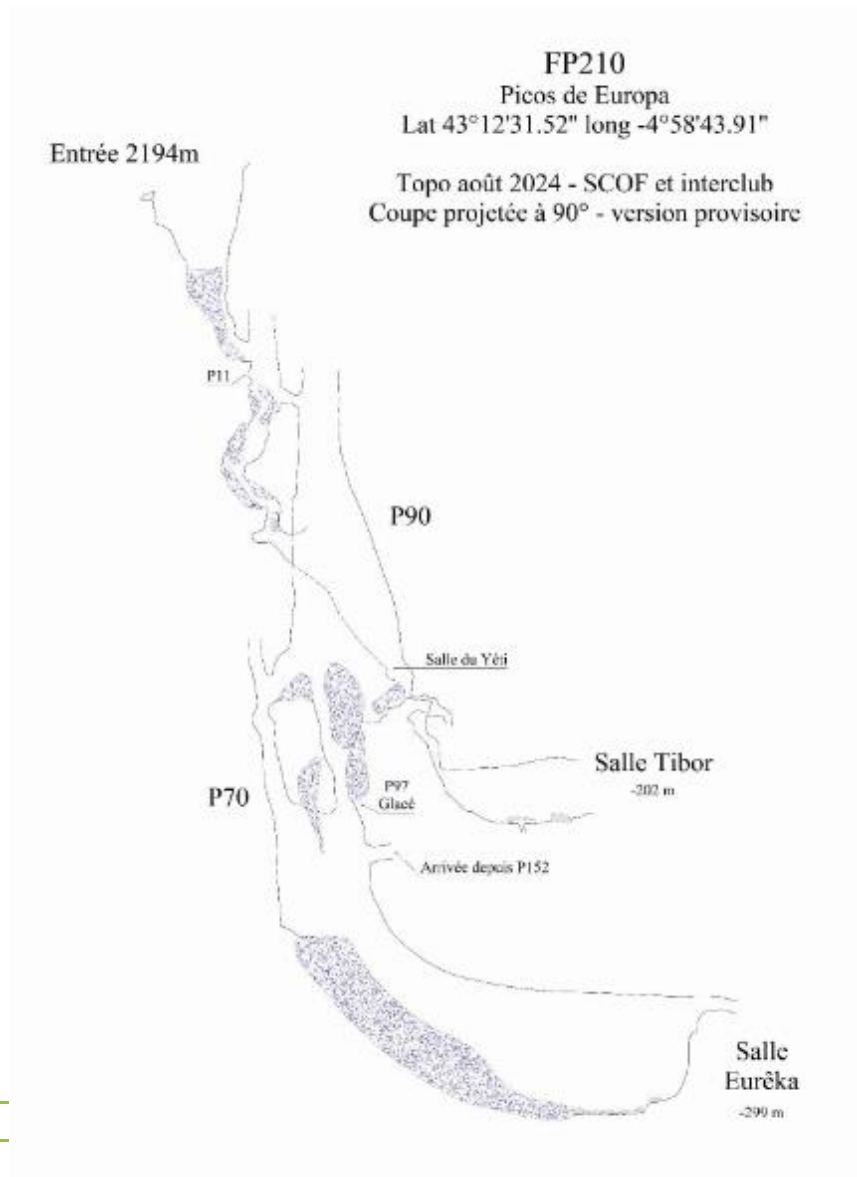 FP210
Picos de Europa
Lat 43°12'31.52" long -4°58'43.91"
Entrée 2194m
Topo août 2024 - SCOF et interclub
Coupe projetée à 90° - version provisoire
P11
P90
Salle du Yéti
Salle Tibor
-202 m
P70
P97
Glacé
Arrivée depuis P152
Salle
Eurêka
-299 m